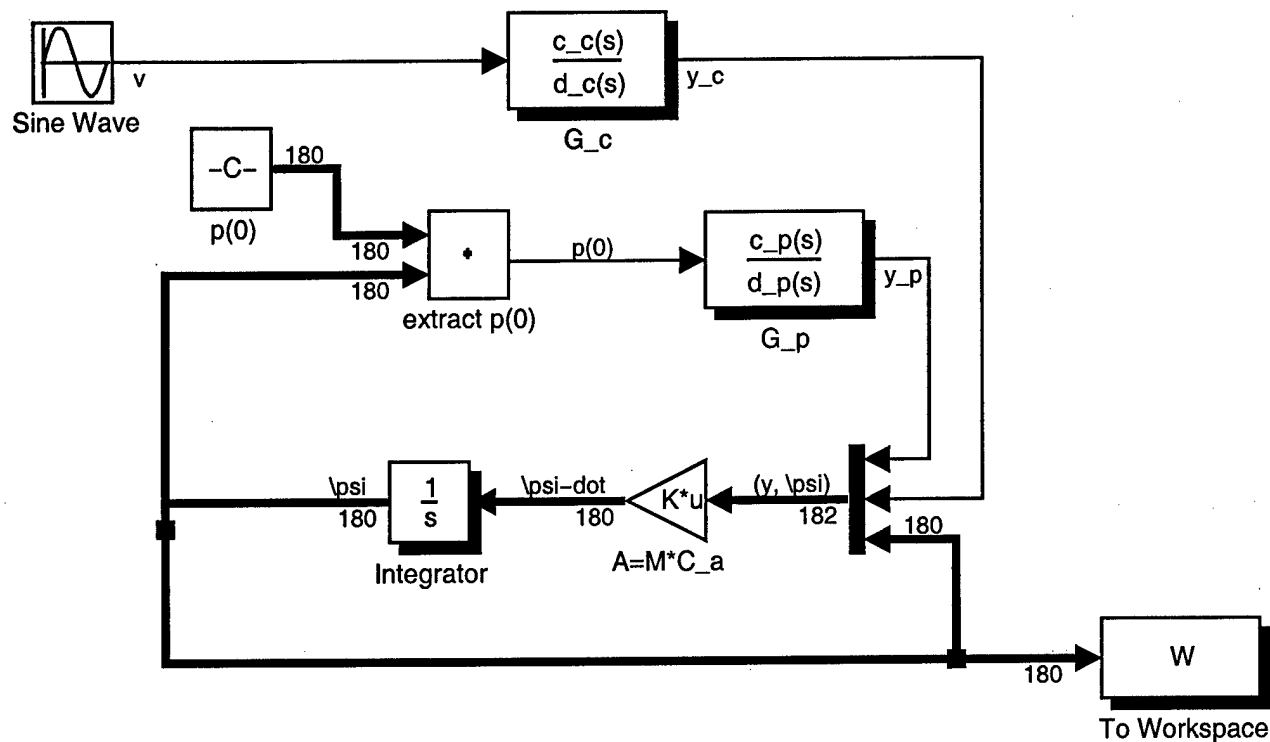 c_c(s)
d_c(s)
v
y_c
Sine Wave
G_c
180
−C−
p(0)
180
180
p(0)
c_p(s)
d_p(s)
y_p
extract p(0)
G_p
\psi
180
1
s
\psi−dot
180
K*u
(y, \psi)
182
180
Integrator
A=M*C_a
180
W
To Workspace